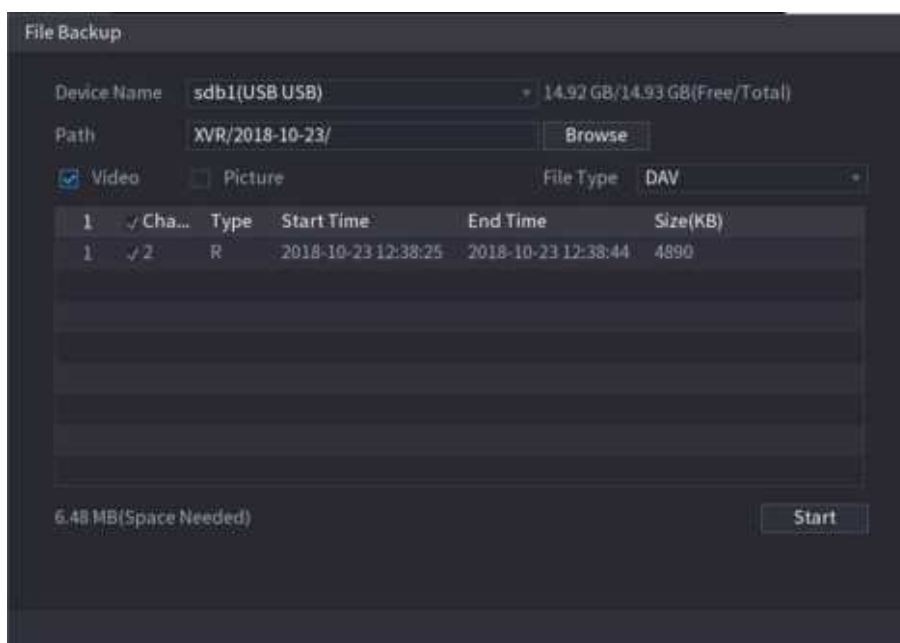 File Backup
Device Name sdb1(USB USB) 14.92 GB/14.93 GB(Free/Total)
Path XVR/2018-10-23/ Browse
Video Picture File Type DAV
1 Cha... Type Start Time End Time Size(KB)
1 2 R 2018-10-23 12:38:25 2018-10-23 12:38:44 4890
6.48 MB(Space Needed) Start